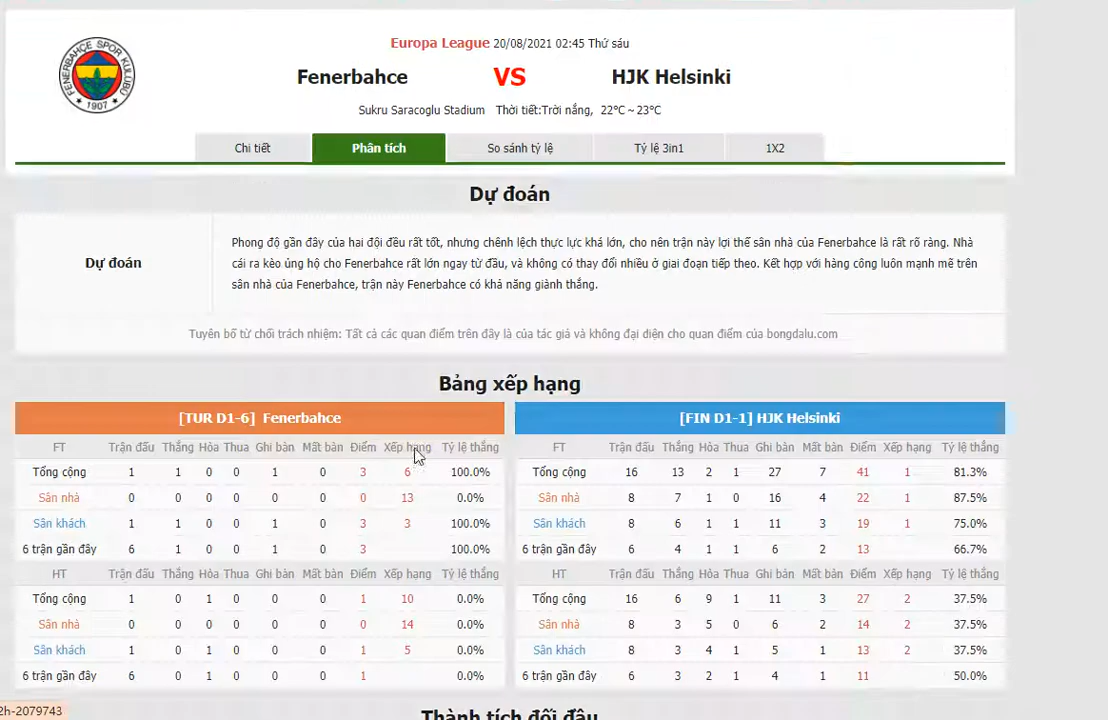 FENERBAHÇE SPOR KULÜBÜ
1907
Europa League 20/08/2021 02:45 Thứ sáu
Fenerbahce VS HJK Helsinki
Sukru Saracoglu Stadium Thời tiết:Trời nắng, 22℃~23℃
Chi tiết Phân tích So sánh tỷ lệ Tỷ lệ 3in1 1X2
Dự đoán
Dự đoán
Phong độ gần đây của hai đội đều rất tốt, nhưng chênh lệch thực lực khá lớn, cho nên trận này lợi thế sân nhà của Fenerbahce là rất rõ ràng. Nhà
cái ra kèo ủng hộ cho Fenerbahce rất lớn ngay từ đầu, và không có thay đổi nhiều ở giai đoạn tiếp theo. Kết hợp với hàng công luôn mạnh mẽ trên
sân nhà của Fenerbahce, trận này Fenerbahce có khả năng giành thắng.
Tuyên bố từ chối trách nhiệm: Tất cả các quan điểm trên đây là của tác giả và không đại diện cho quan điểm của bongdalu.com
Bảng xếp hạng
[TUR D1-6] Fenerbahce
FT Trận đấu Thắng Hòa Thua Ghi bàn Mất bàn Điểm Xếp hạng Tỷ lệ thắng
Tổng cộng 1 1 0 0 1 0 3 6 100.0%
Sân nhà 0 0 0 0 0 0 0 13 0.0%
Sân khách 1 1 0 0 1 0 3 3 100.0%
6 trận gần đây 6 1 0 0 1 0 3 100.0%
HT Trận đấu Thắng Hòa Thua Ghi bàn Mất bàn Điểm Xếp hạng Tỷ lệ thắng
Tổng cộng 1 0 1 0 0 0 1 10 0.0%
Sân nhà 0 0 0 0 0 0 0 14 0.0%
Sân khách 1 0 1 0 0 0 1 5 0.0%
6 trận gần đây 6 0 1 0 0 0 1 0.0%
[FIN D1-1] HJK Helsinki
FT Trận đấu Thắng Hòa Thua Ghi bàn Mất bàn Điểm Xếp hạng Tỷ lệ thắng
Tổng cộng 16 13 2 1 27 7 41 1 81.3%
Sân nhà 8 7 1 0 16 4 22 1 87.5%
Sân khách 8 6 1 1 11 3 19 1 75.0%
6 trận gần đây 6 4 1 1 6 2 13 66.7%
HT Trận đấu Thắng Hòa Thua Ghi bàn Mất bàn Điểm Xếp hạng Tỷ lệ thắng
Tổng cộng 16 6 9 1 11 3 27 2 37.5%
Sân nhà 8 3 5 0 6 2 14 2 37.5%
Sân khách 8 3 4 1 5 1 13 2 37.5%
6 trận gần đây 6 3 2 1 4 1 11 50.0%
Thành tích đối đầu
2h-2079743